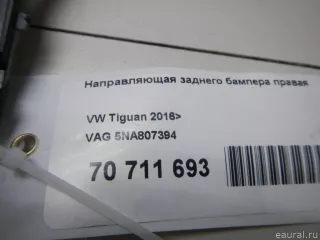 Направляющая заднего бампера правая
VW Tiguan 2016>
VAG 5NA807394
70 711 693
eaural.ru